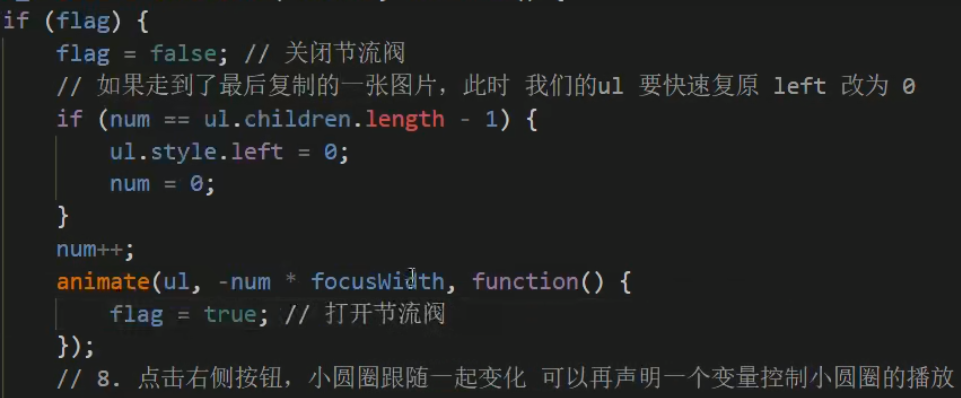 if (flag) {
flag = false; // 关闭节流阀
// 如果走到了最后复制的一张图片，此时 我们的ul 要快速复原 left 改为 0
if (num == ul.children.length - 1) {
ul.style.left = 0;
num = 0;
}
num++;
animate(ul, -num * focusWidth, function() {
flag = true; // 打开节流阀
});
// 8. 点击右侧按钮，小圆圈跟随一起变化 可以再声明一个变量控制小圆圈的播放